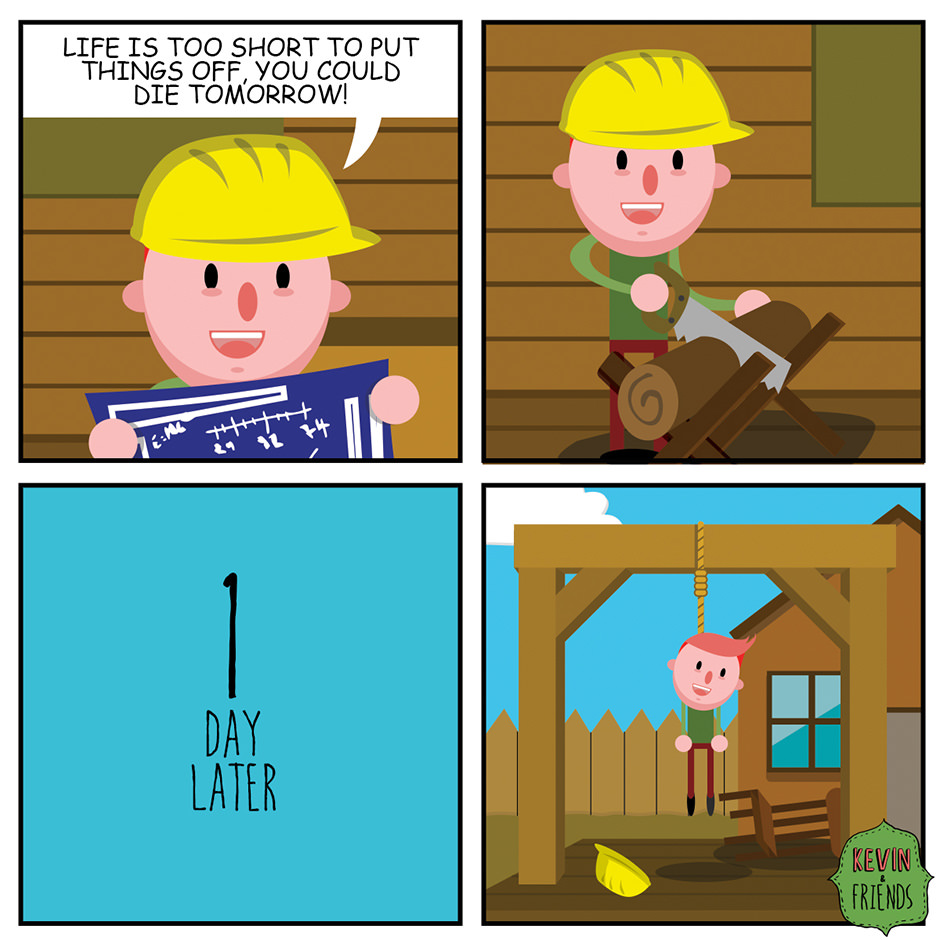 LIFE IS TOO SHORT TO PUT
THINGS OFF, YOU COULD
DIE TOMORROW!
1
DAY
LATER
KEVIN
&
FRIENDS